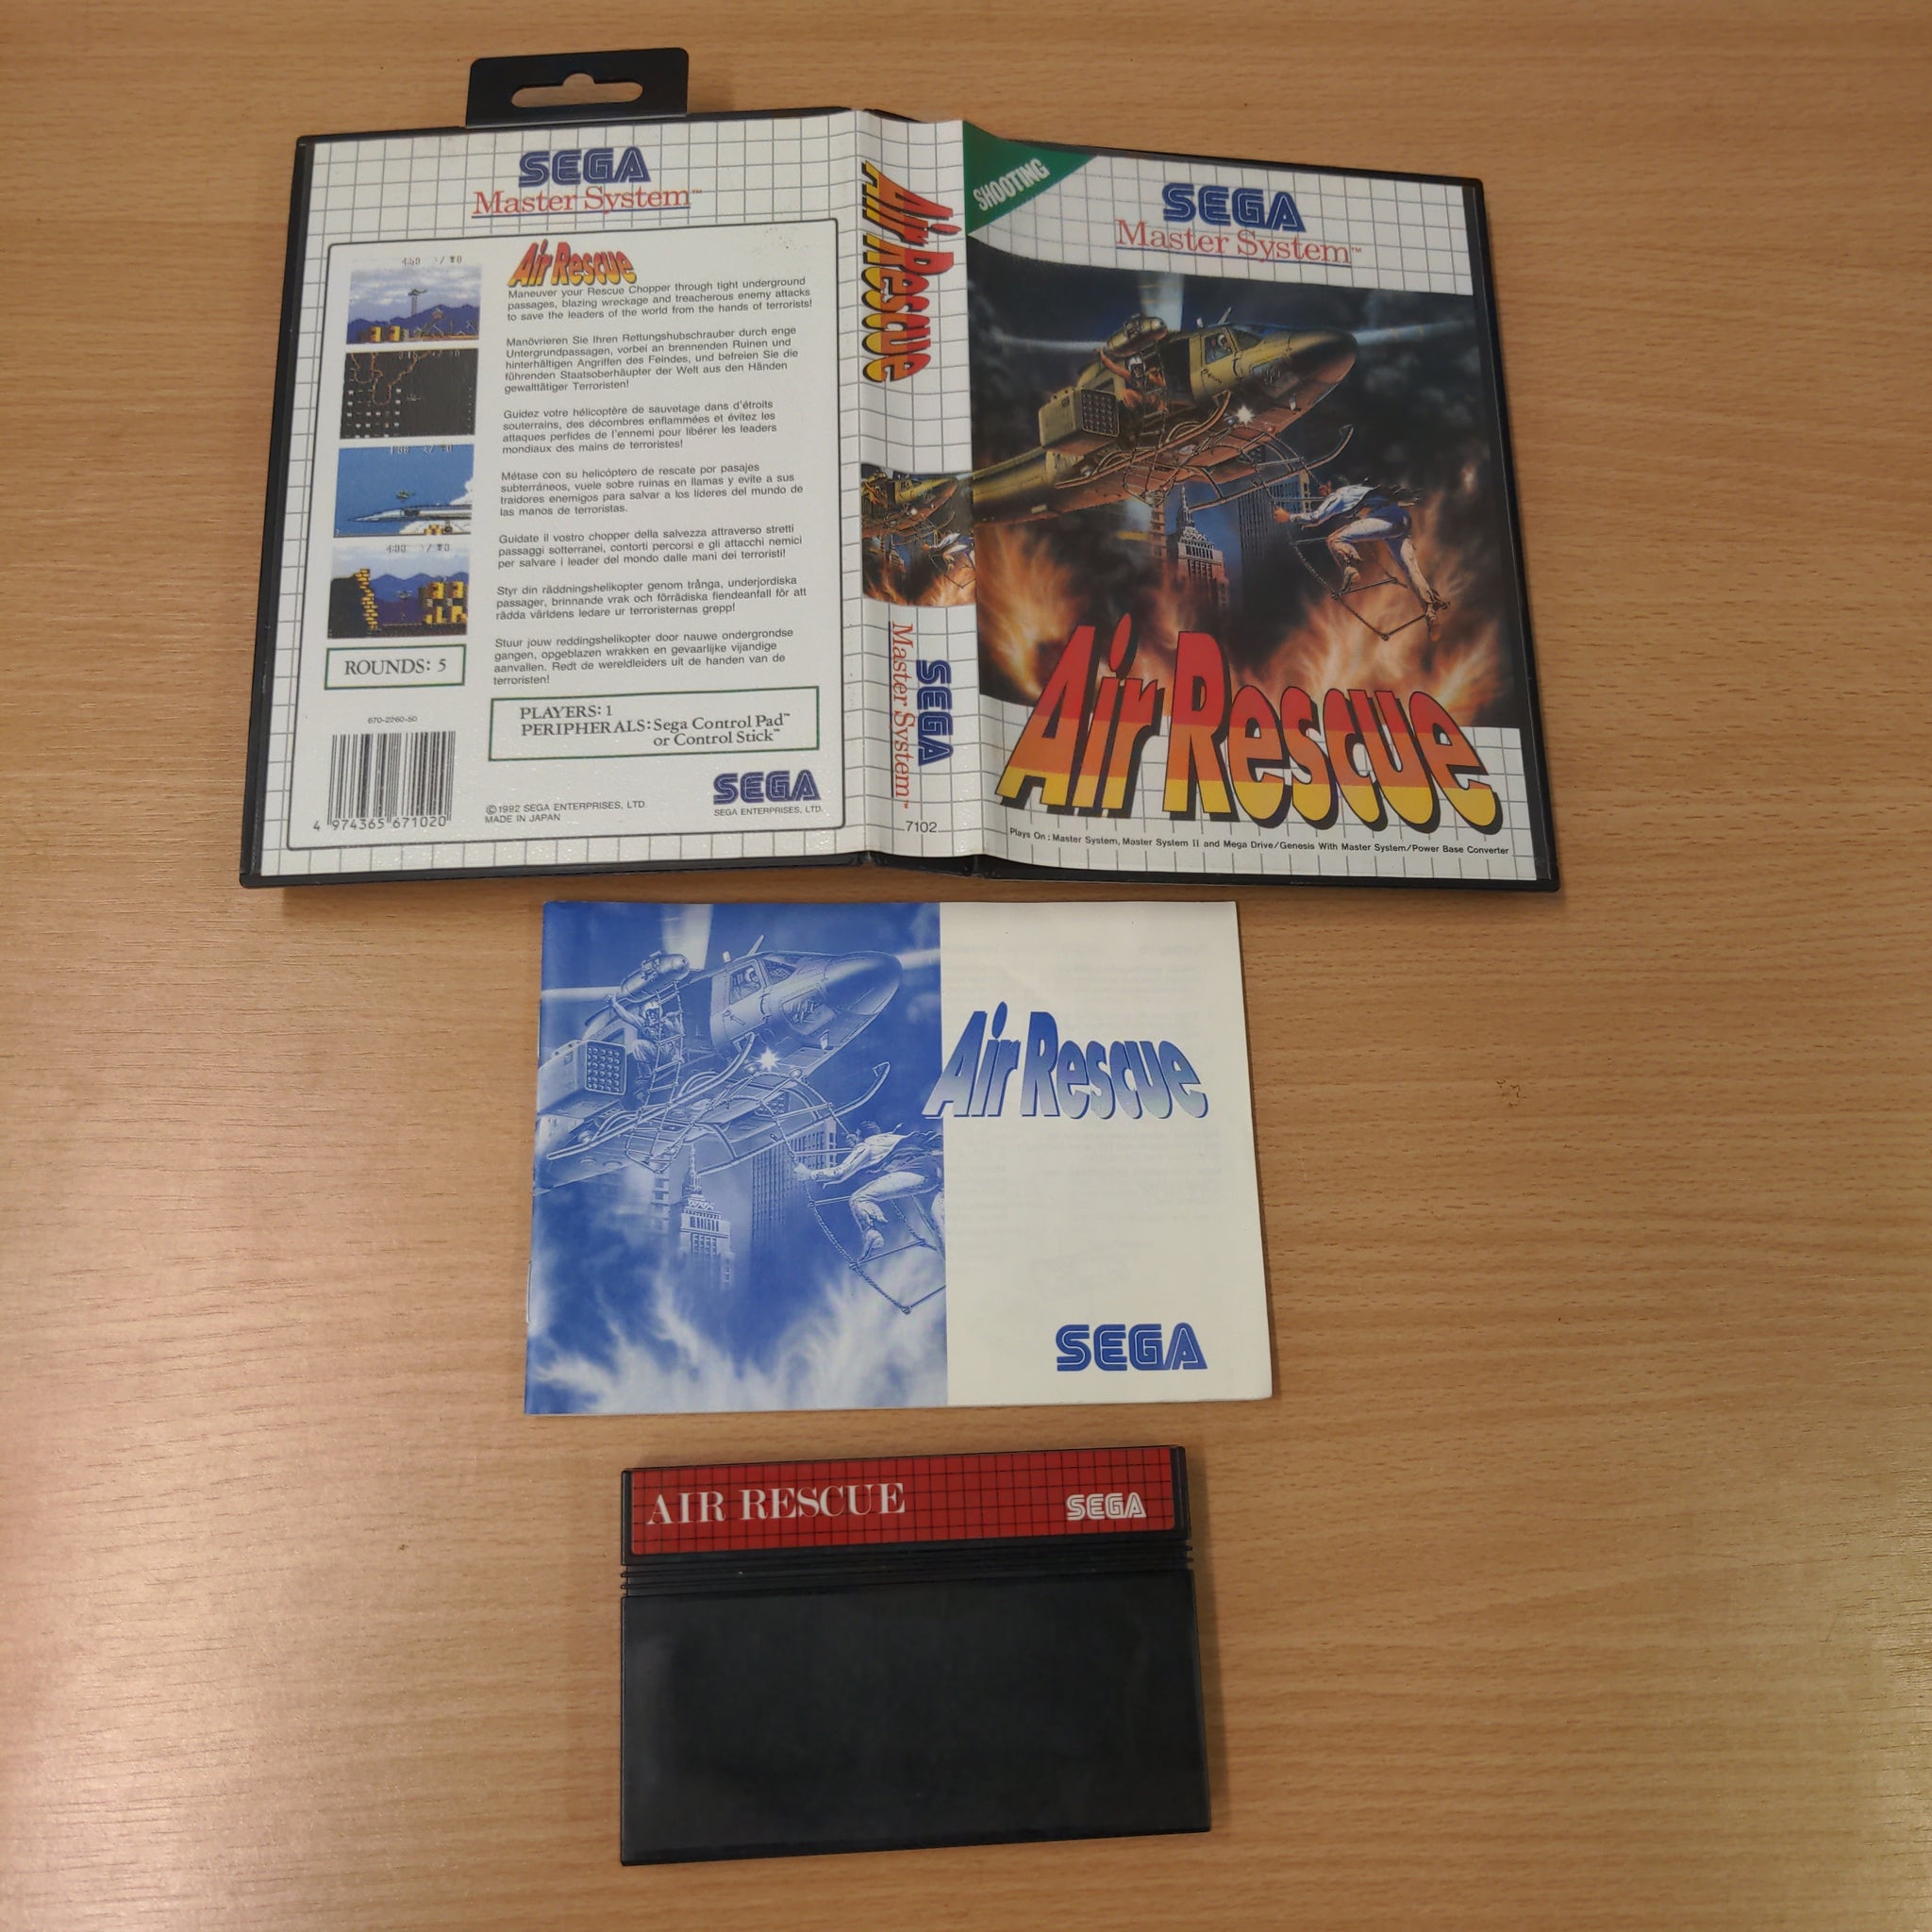 SEGA
Master System™
Air Rescue
Maneuver your Rescue Chopper through tight underground
passages, blazing wreckage and treacherous enemy attacks
to save the leaders of the world from the hands of terrorists!
Manövrieren Sie Ihren Rettungshubschrauber durch enge
Untergrundpassagen, vorbei an brennenden Ruinen und
hinterhältigen Angriffen des Feindes, und befreien Sie die
führenden Staatsoberhäupter der Welt aus den Händen
gewalttätiger Terroristen!
Guidez votre hélicoptère de sauvetage dans d'étroits
souterrains, des décombres enflammées et évitez les
attaques perfides de l'ennemi pour libérer les leaders
mondiaux des mains de terroristes!
Métase con su helicóptero de rescate por pasajes
subterráneos, vuele sobre ruinas en llamas y evite a sus
traidores enemigos para salvar a los líderes del mundo de
las manos de terroristas.
Guidate il vostro chopper della salvezza attraverso stretti
passaggi sotterranei, contorti percorsi e gli attacchi nemici
per salvare i leader del mondo dalle mani dei terroristi!
Styr din räddningshelikopter genom trånga, underjordiska
passager, brinnande vrak och förrädiska fiendeanfall för att
rädda världens ledare ur terroristernas grepp!
Stuur jouw reddingshelikopter door nauwe ondergrondse
gangen, opgeblazen wrakken en gevaarlijke vijandige
aanvallen. Redt de wereldleiders uit de handen van de
terroristen!
ROUNDS: 5
670-2260-50
PLAYERS: 1
PERIPHERALS: Sega Control Pad™
or Control Stick™
4 974365 671020
©1992 SEGA ENTERPRISES, LTD.
MADE IN JAPAN
SEGA
SEGA ENTERPRISES, LTD.
Air Rescue
SEGA
Master System™
7102
SHOOTING
SEGA
Master System™
Air Rescue
Plays On : Master System, Master System II and Mega Drive/Genesis With Master System/Power Base Converter
Air Rescue
SEGA
AIR RESCUE
SEGA